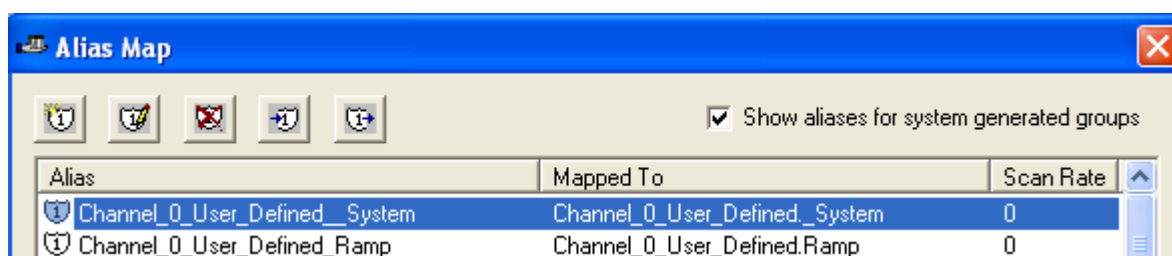 Alias Map
Show aliases for system generated groups
Alias Mapped To Scan Rate
Channel_0_User_Defined__System Channel_0_User_Defined._System 0
Channel_0_User_Defined_Ramp Channel_0_User_Defined.Ramp 0